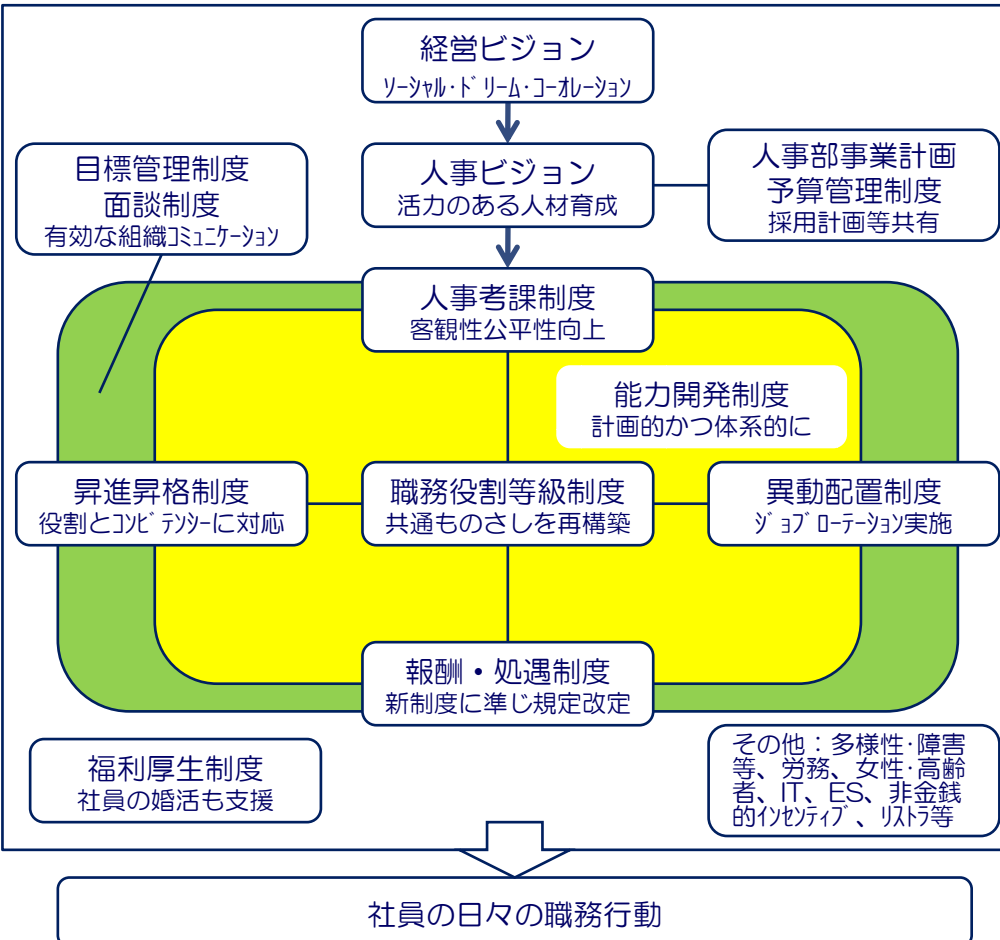 経営ビジョン
ソーシャル・ドリーム・コーオレーション
目標管理制度
面談制度
有効な組織コミュニケーション
人事ビジョン
活力のある人材育成
人事部事業計画
予算管理制度
採用計画等共有
人事考課制度
客観性公平性向上
能力開発制度
計画的かつ体系的に
昇進昇格制度
役割とコンピテンシーに対応
職務役割等級制度
共通ものさしを再構築
異動配置制度
ジョブローテーション実施
報酬・処遇制度
新制度に準じ規定改定
福利厚生制度
社員の婚活も支援
その他：多様性・障害
等、労務、女性・高齢
者、IT、ES、非金銭
的インセンティブ、リストラ等
社員の日々の職務行動